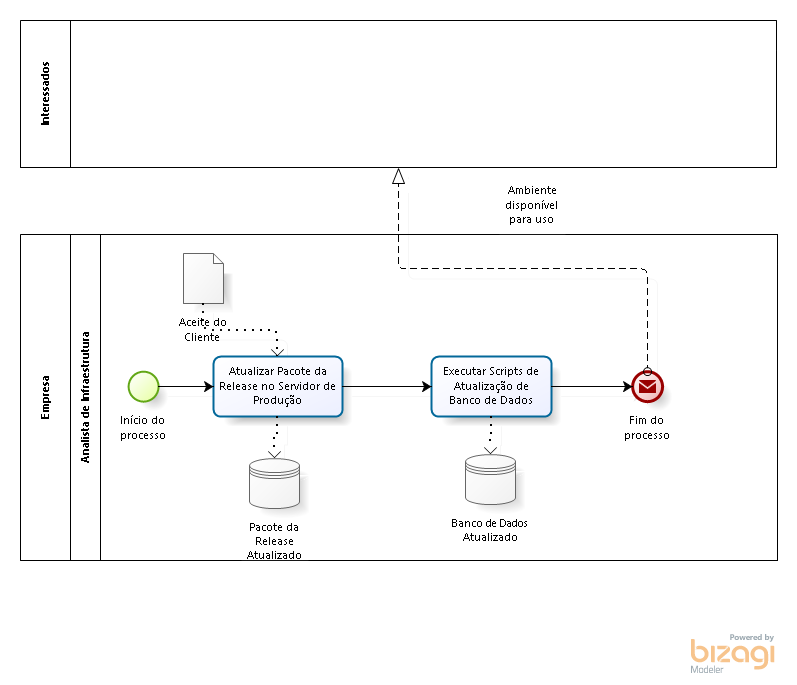 Interessados
Ambiente
disponível
para uso
Empresa
Analista de Infraestrutura
Aceite do
Cliente
Início do
processo
Atualizar Pacote da
Release no Servidor de
Produção
Executar Scripts de
Atualização de
Banco de Dados
Fim do
processo
Pacote da
Release
Atualizado
Banco de Dados
Atualizado
Powered by
bizagi
Modeler